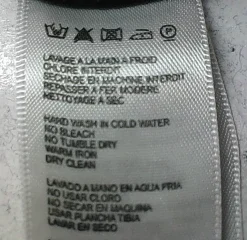 LAVAGE A LA MAIN A FROID
CHLORE INTERDIT
SECHAGE EN MACHINE INTERDIT
REPASSER A FER MODERE
NETTOYAGE A SEC
HAND WASH IN COLD WATER
NO BLEACH
NO TUMBLE DRY
WARM IRON
DRY CLEAN
LAVADO A MANO EN AGUA FRIA
NO USAR CLORO
NO SECAR EN MAQUINA
USAR PLANCHA TIBIA
LAVAR EN SECO